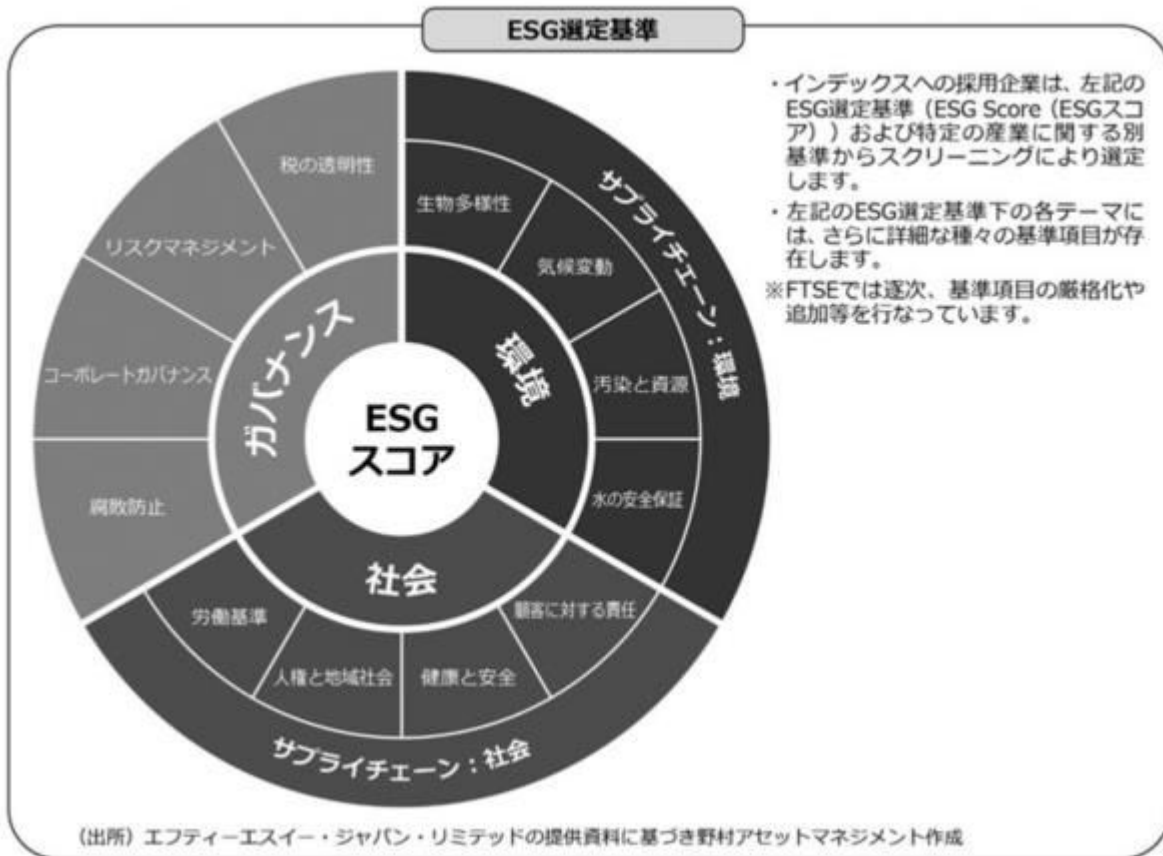 ESG選定基準
税の透明性
リスクマネジメント
コーポレートガバナンス
腐敗防止
ガバナンス
生物多様性
気候変動
汚染と資源
水の安全保証
環境
サプライチェーン：環境
ESG
スコア
社会
労働基準
人権と地域社会
健康と安全
顧客に対する責任
サプライチェーン：社会
・インデックスへの採用企業は、左記の
ESG選定基準（ESG Score（ESGスコ
ア））および特定の産業に関する別
基準からスクリーニングにより選定
します。
・左記のESG選定基準下の各テーマに
は、さらに詳細な種々の基準項目が存
在します。
※FTSEでは逐次、基準項目の厳格化や
追加等を行なっています。
（出所）エフティーエスイー・ジャパン・リミテッドの提供資料に基づき野村アセットマネジメント作成